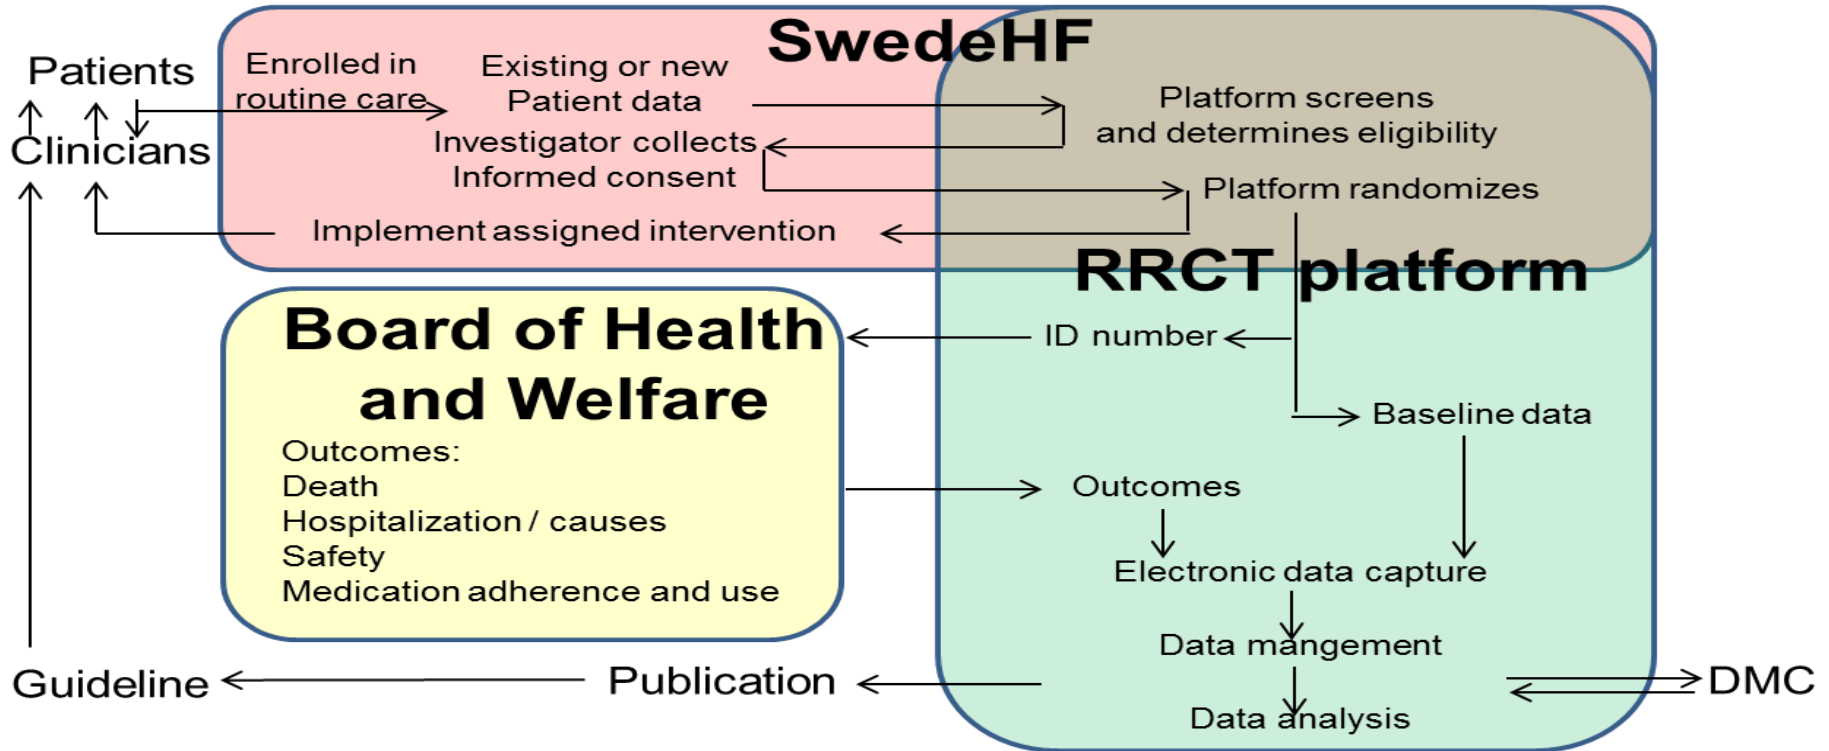 SwedeHF
Patients
Clinicians
Enrolled in
routine care
Existing or new
Patient data
Investigator collects
Informed consent
Implement assigned intervention
Platform screens
and determines eligibility
Platform randomizes
RRCT platform
Board of Health
and Welfare
Outcomes:
Death
Hospitalization / causes
Safety
Medication adherence and use
ID number
Baseline data
Outcomes
Electronic data capture
Data mangement
Data analysis
DMC
Publication
Guideline